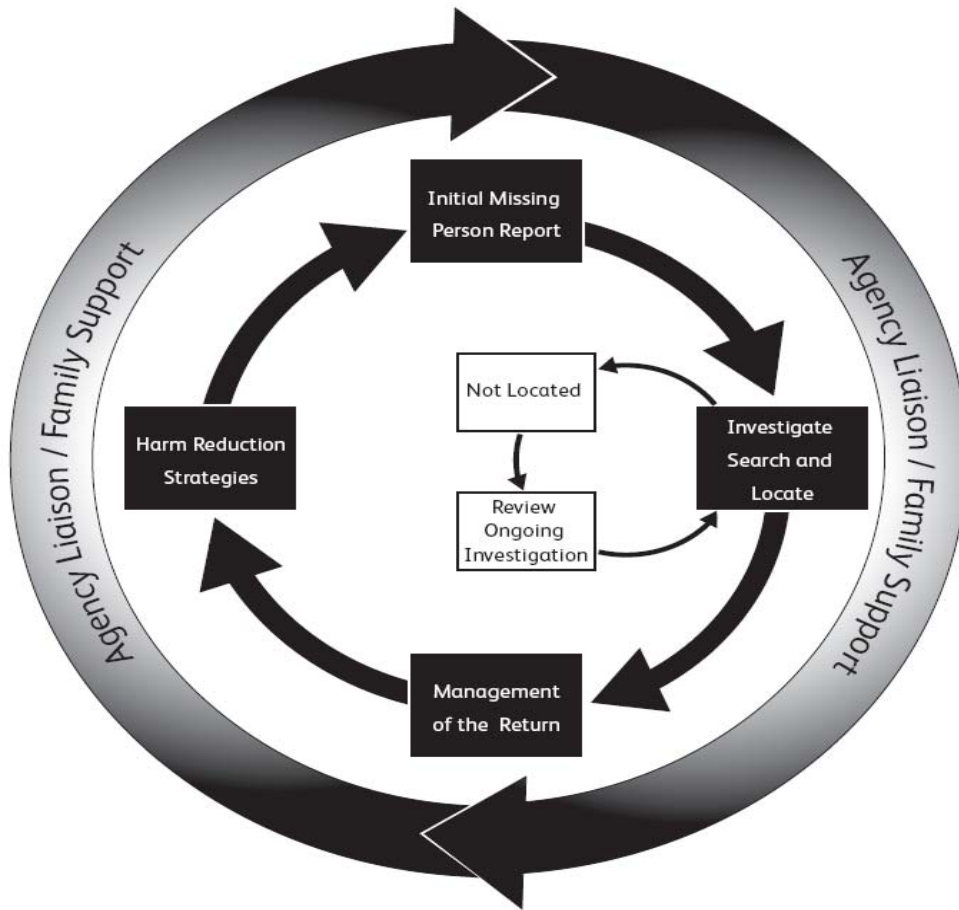 Initial Missing
Person Report
Agency Liaison / Family Support
Agency Liaison / Family Support
Not Located
Investigate
Search and
Locate
Harm Reduction
Strategies
Review
Ongoing
Investigation
Management
of the Return